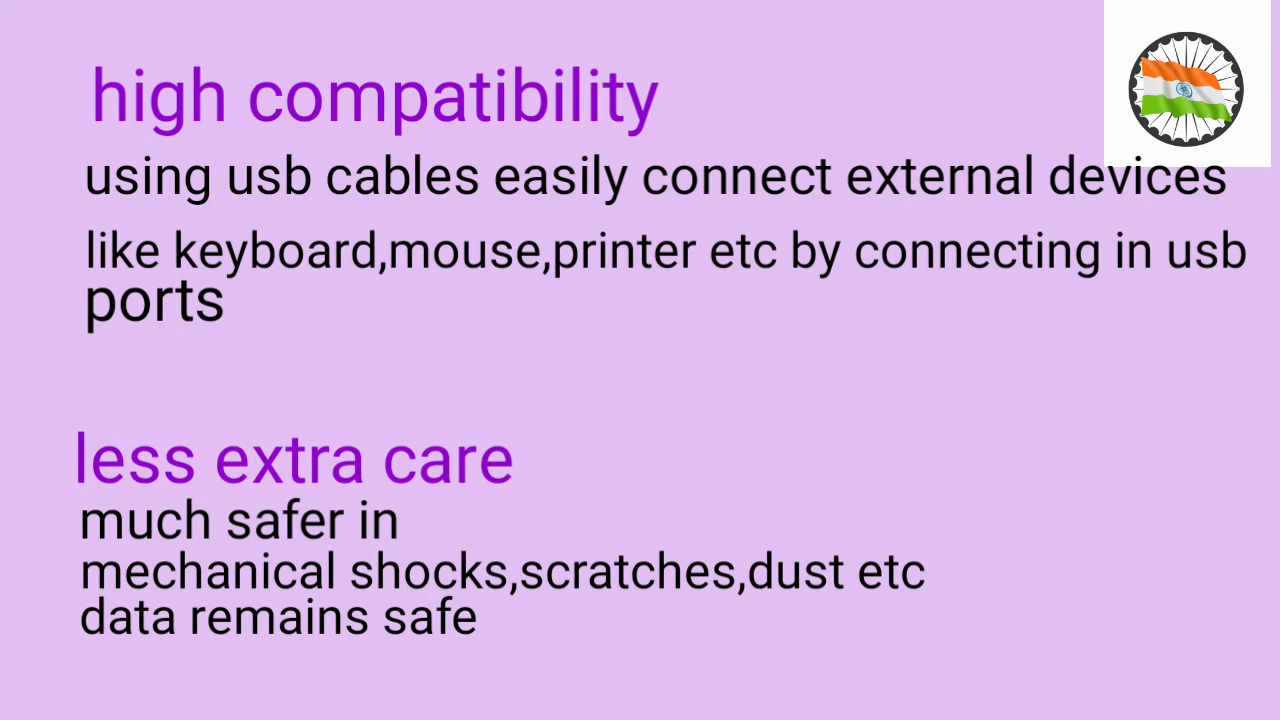 high compatibility
using usb cables easily connect external devices
like keyboard,mouse,printer etc by connecting in usb
ports
less extra care
much safer in
mechanical shocks,scratches,dust etc
data remains safe